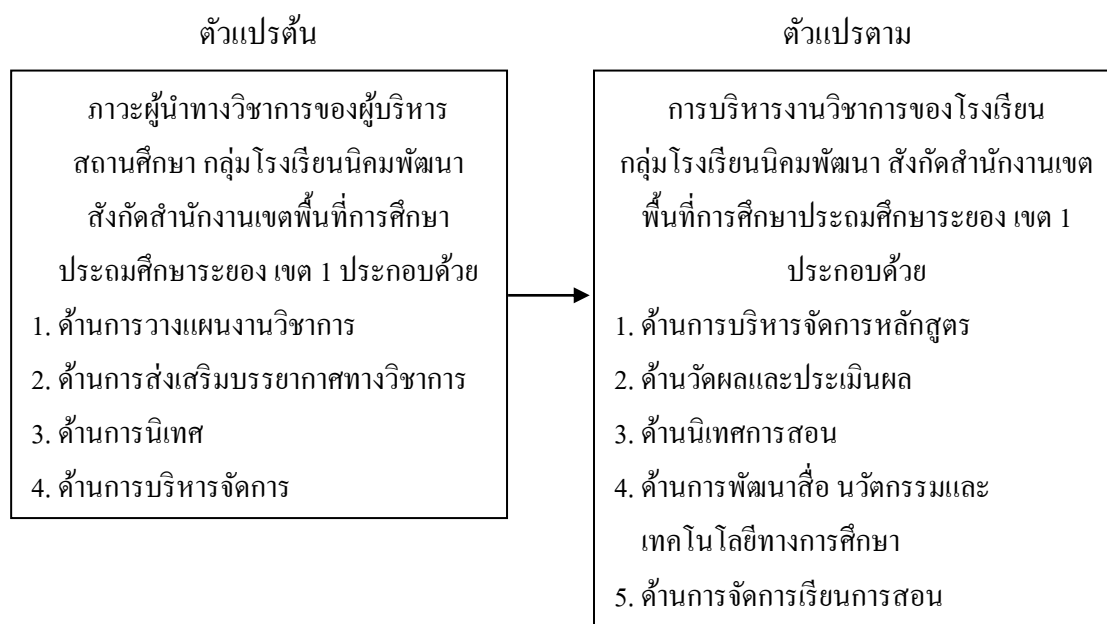 ตัวแปรต้น
ภาวะผู้นำทางวิชาการของผู้บริหาร
สถานศึกษา กลุ่มโรงเรียนนิคมพัฒนา
สังกัดสำนักงานเขตพื้นที่การศึกษา
ประถมศึกษาระยอง เขต 1 ประกอบด้วย
1. ด้านการวางแผนงานวิชาการ
2. ด้านการส่งเสริมบรรยากาศทางวิชาการ
3. ด้านการนิเทศ
4. ด้านการบริหารจัดการ
ตัวแปรตาม
การบริหารงานวิชาการของโรงเรียน
กลุ่มโรงเรียนนิคมพัฒนา สังกัดสำนักงานเขต
พื้นที่การศึกษาประถมศึกษาระยอง เขต 1
ประกอบด้วย
1. ด้านการบริหารจัดการหลักสูตร
2. ด้านวัดผลและประเมินผล
3. ด้านนิเทศการสอน
4. ด้านการพัฒนาสื่อ นวัตกรรมและ
เทคโนโลยีทางการศึกษา
5. ด้านการจัดการเรียนการสอน